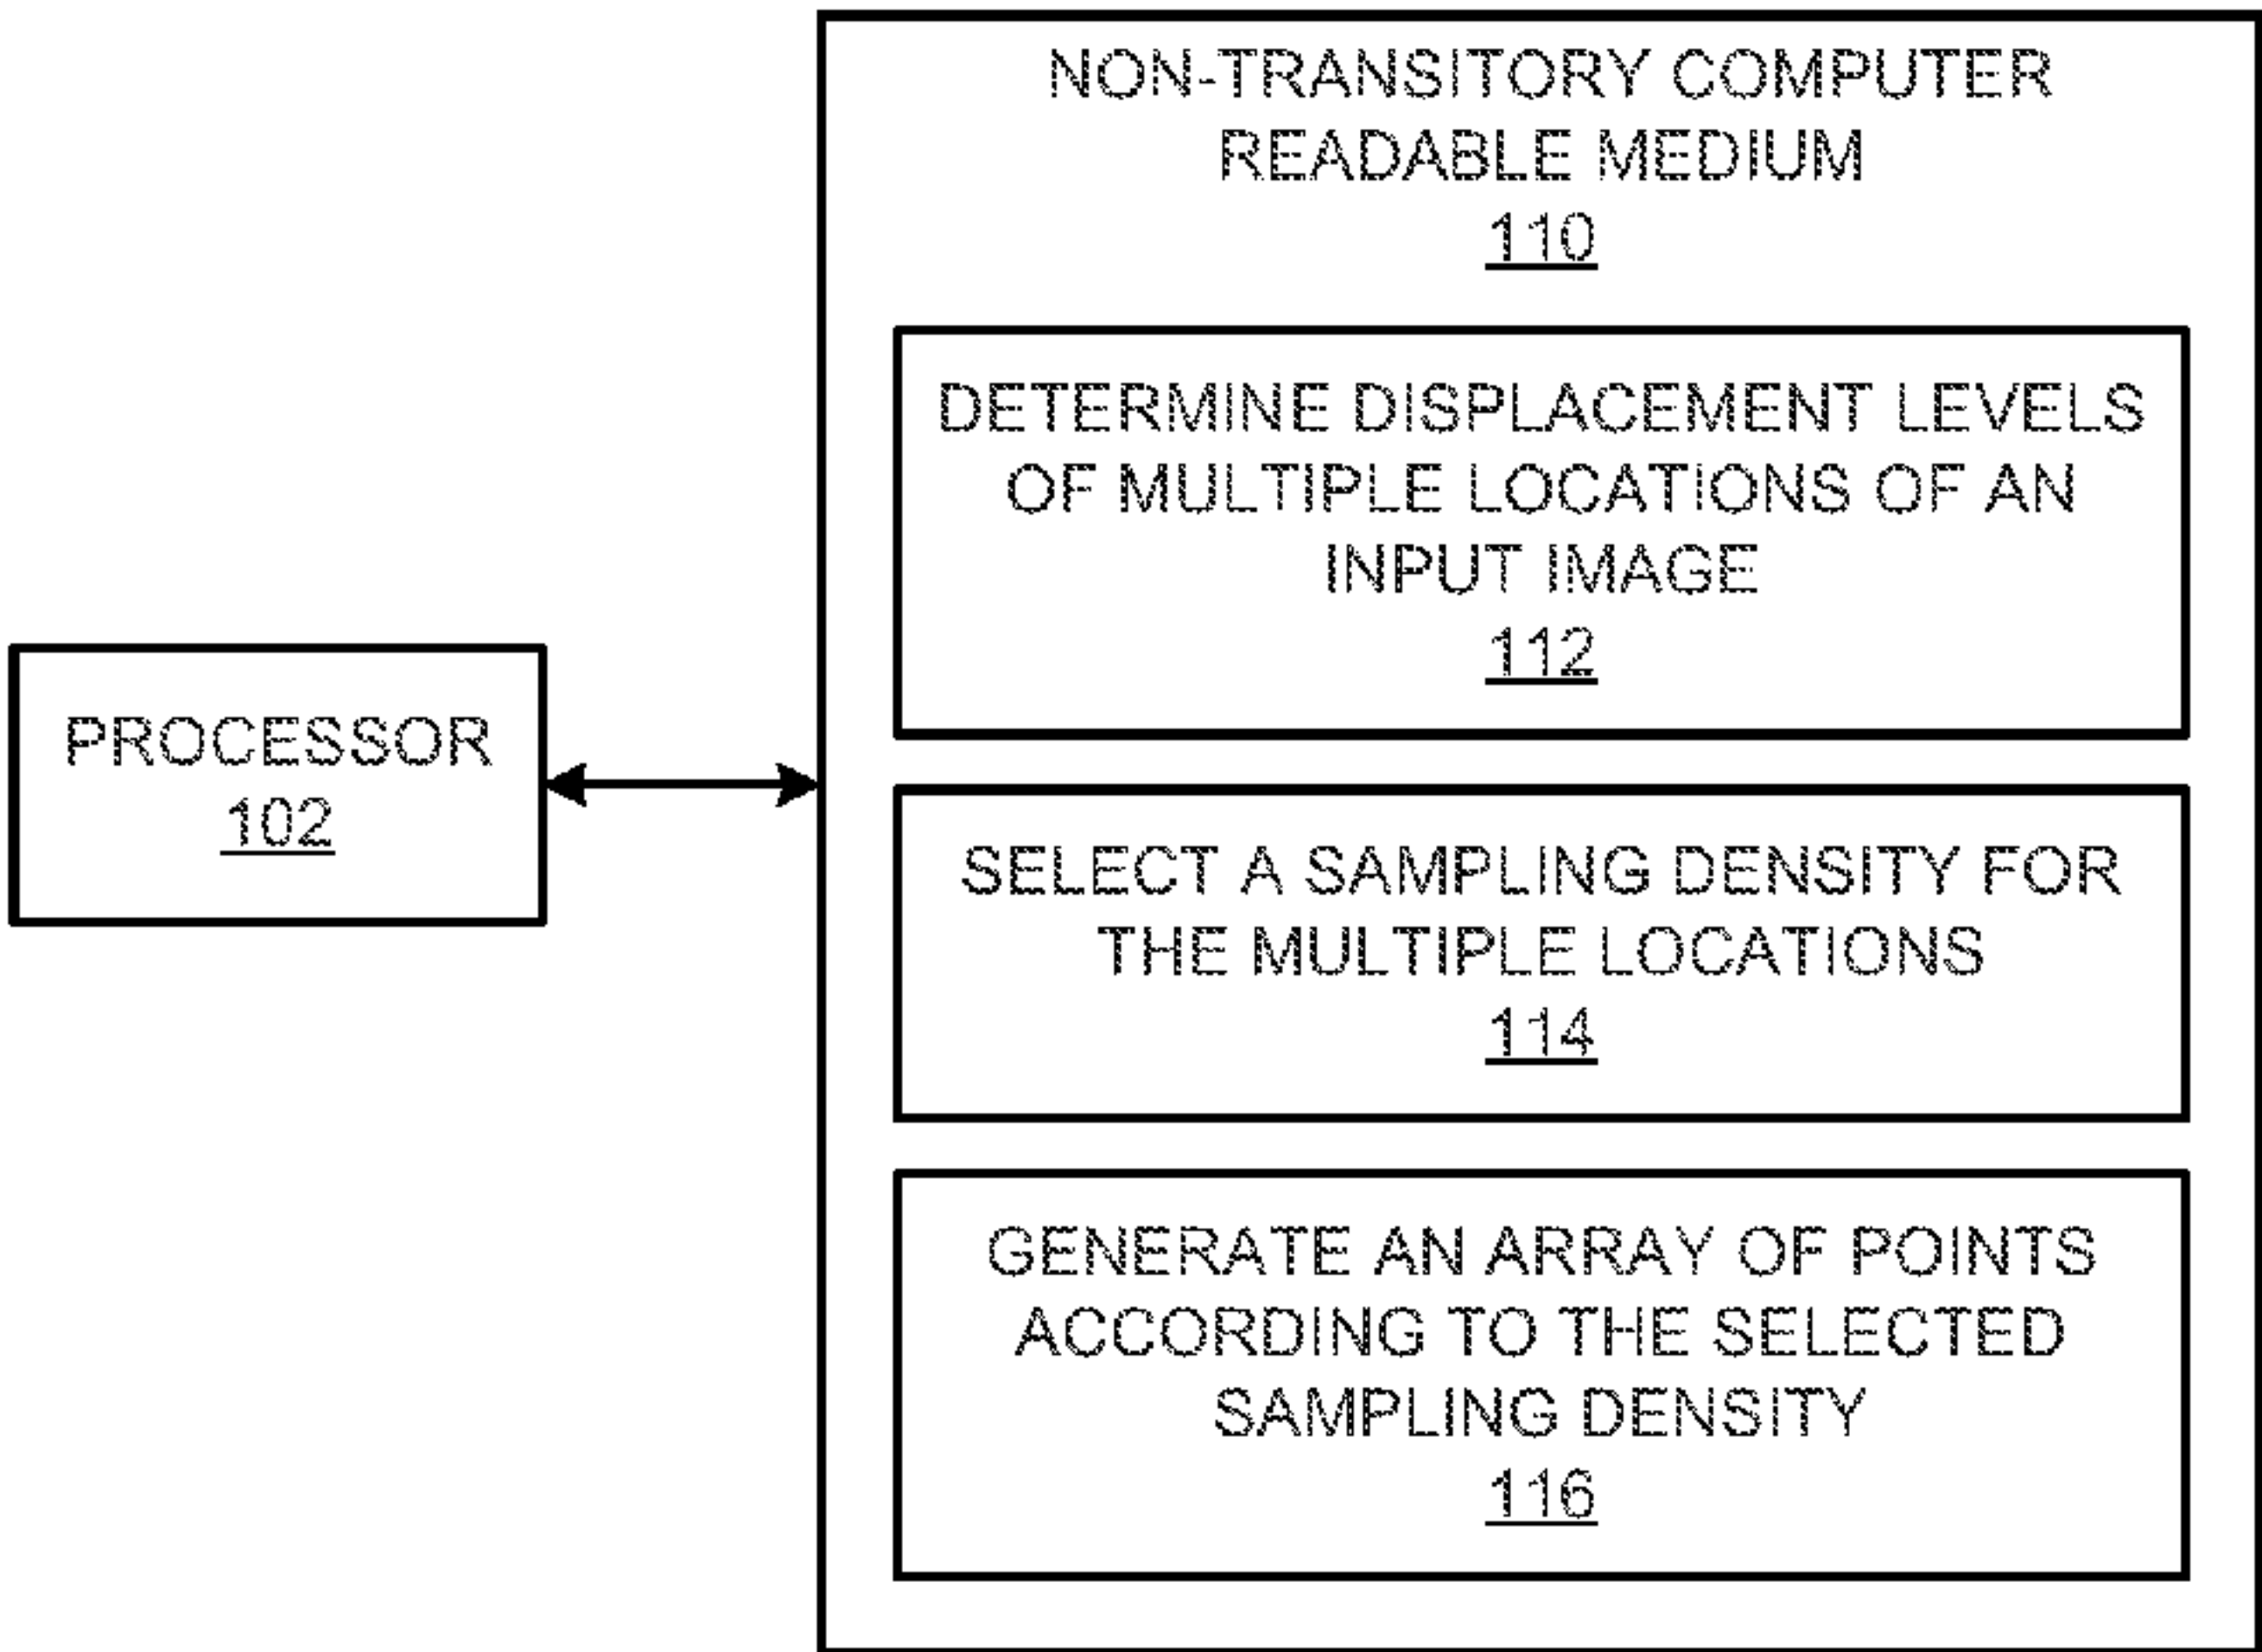 NON-TRANSITORY COMPUTER
READABLE MEDIUM
110
DETERMINE DISPLACEMENT LEVELS
OF MULTIPLE LOCATIONS OF AN
INPUT IMAGE
112
PROCESSOR
102
SELECT A SAMPLING DENSITY FOR
THE MULTIPLE LOCATIONS
114
GENERATE AN ARRAY OF POINTS
ACCORDING TO THE SELECTED
SAMPLING DENSITY
116